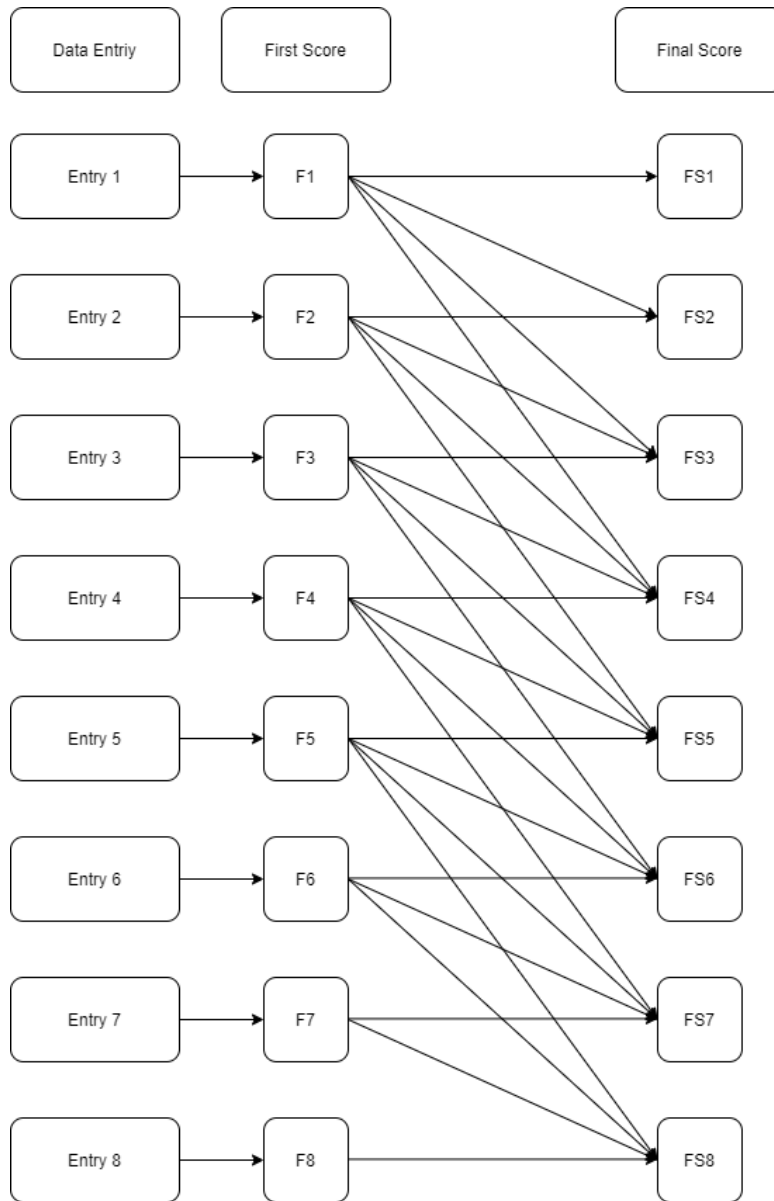 Data Entriy
First Score
Final Score
Entry 1
F1
FS1
Entry 2
F2
FS2
Entry 3
F3
FS3
Entry 4
F4
FS4
Entry 5
F5
FS5
Entry 6
F6
FS6
Entry 7
F7
FS7
Entry 8
F8
FS8